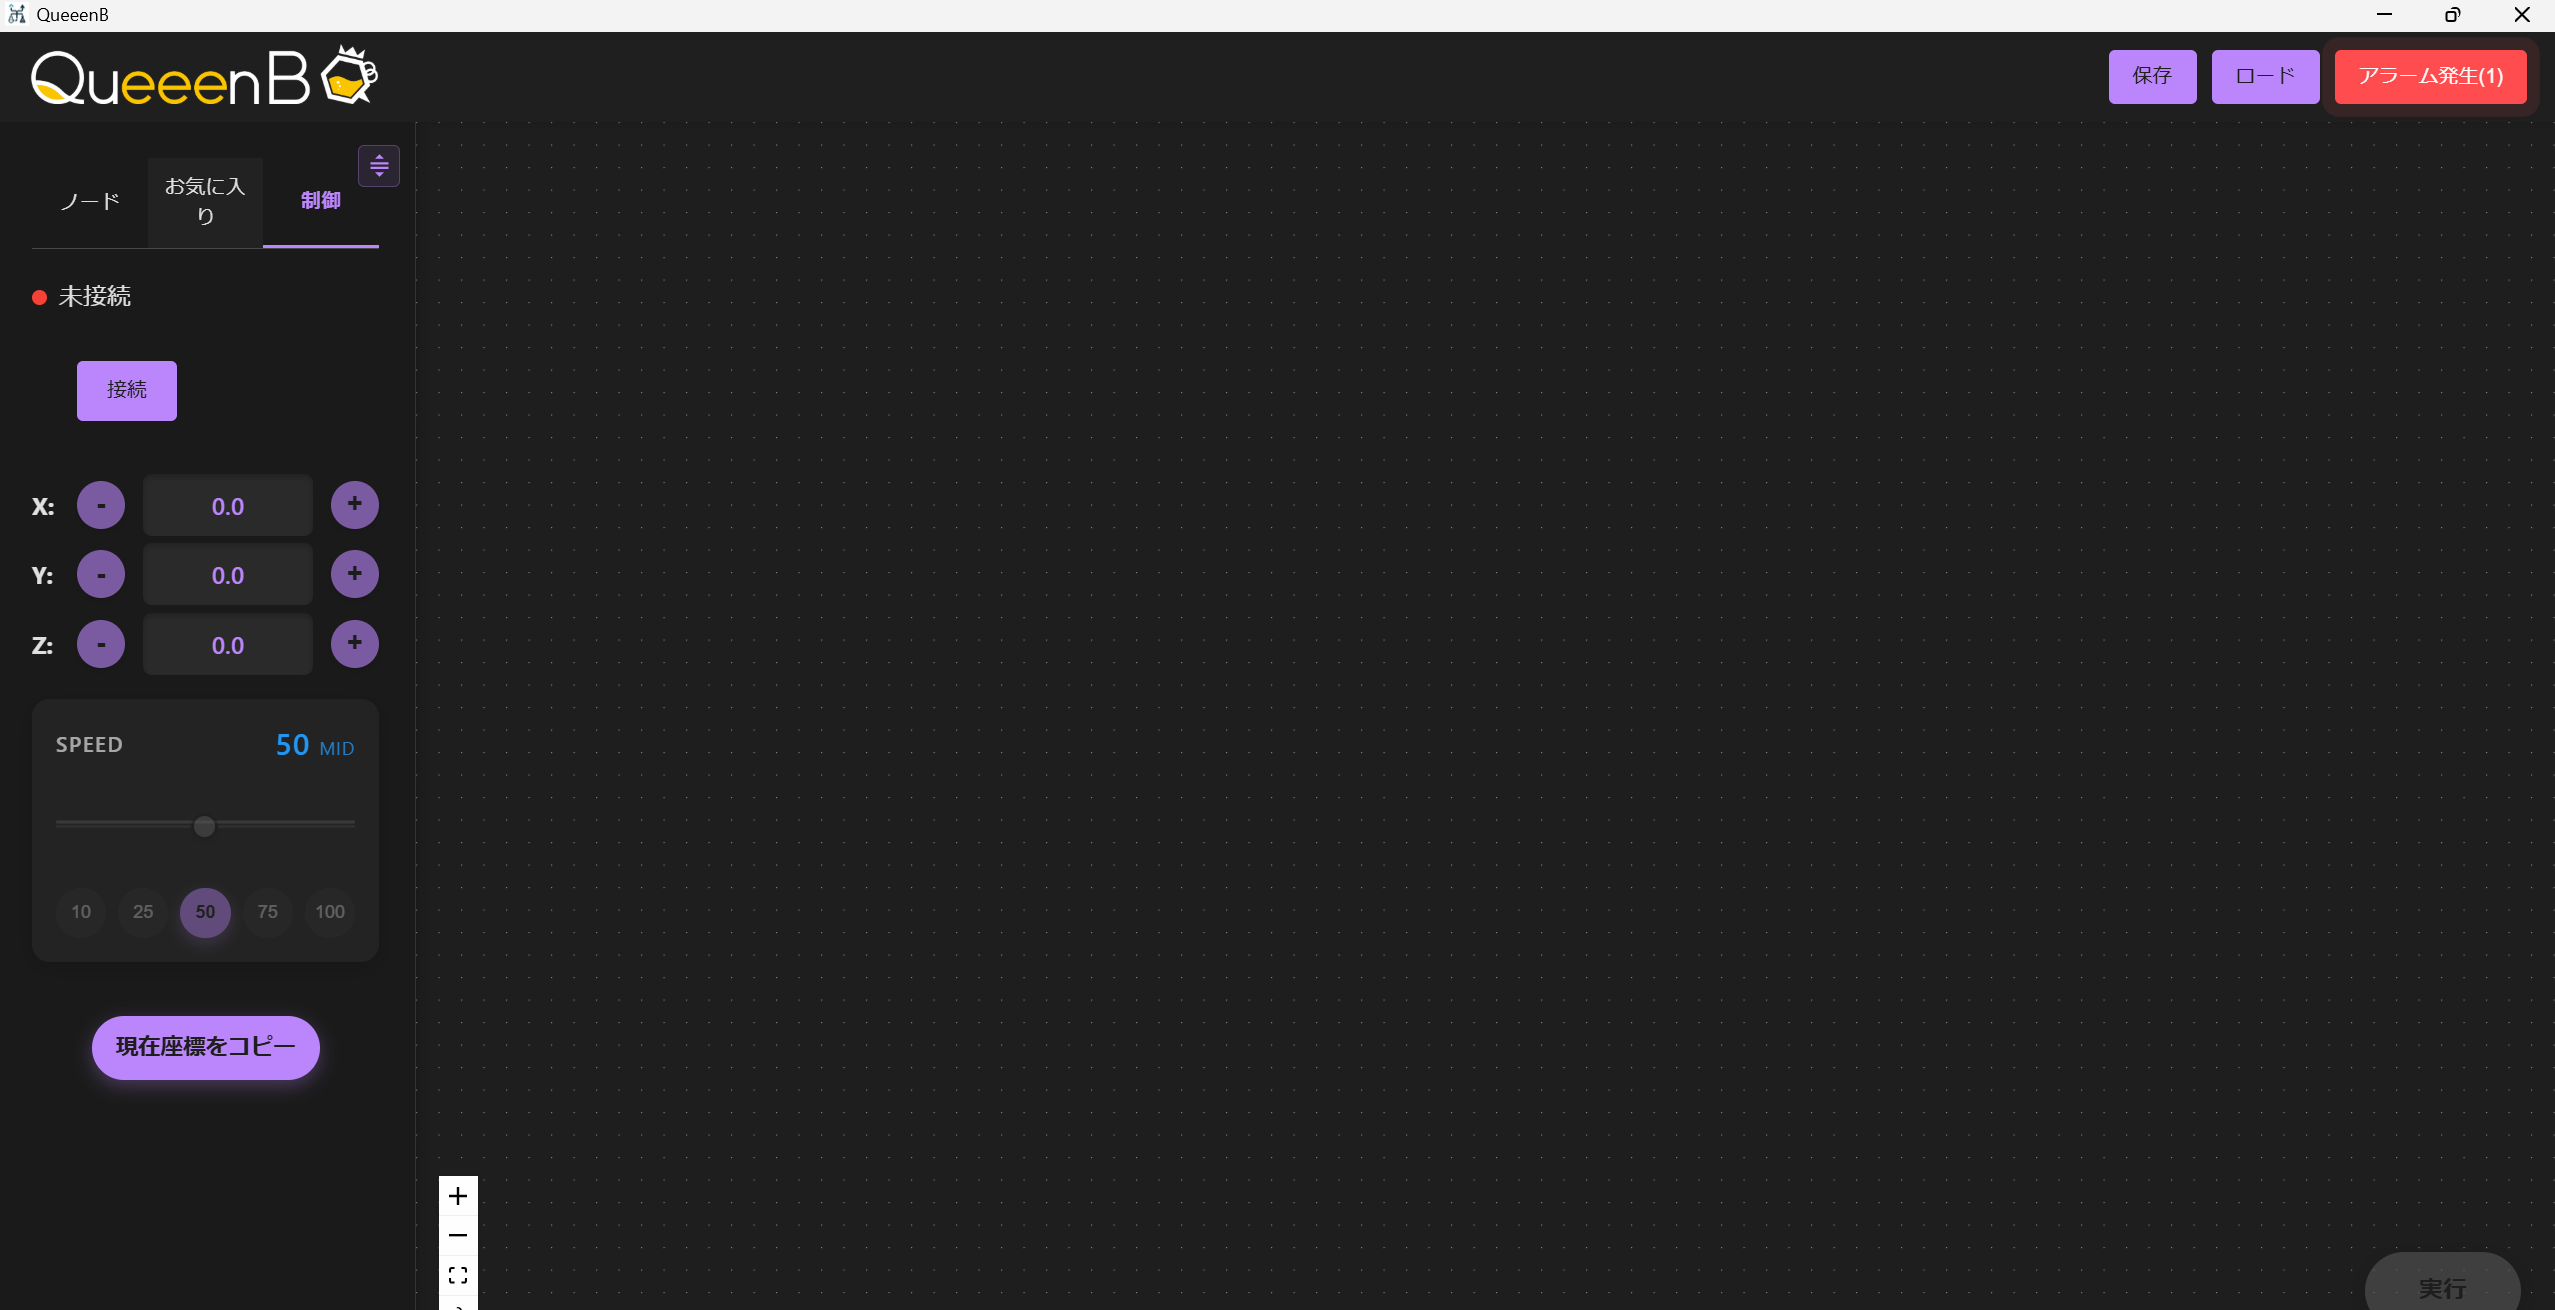 QueeenB
QueeenB
保存
ロード
アラーム発生(1)
ノード
お気に入
り
制御
未接続
接続
X:
-
0.0
+
Y:
-
0.0
+
Z:
-
0.0
+
SPEED
50 MID
10
25
50
75
100
現在座標をコピー
実行